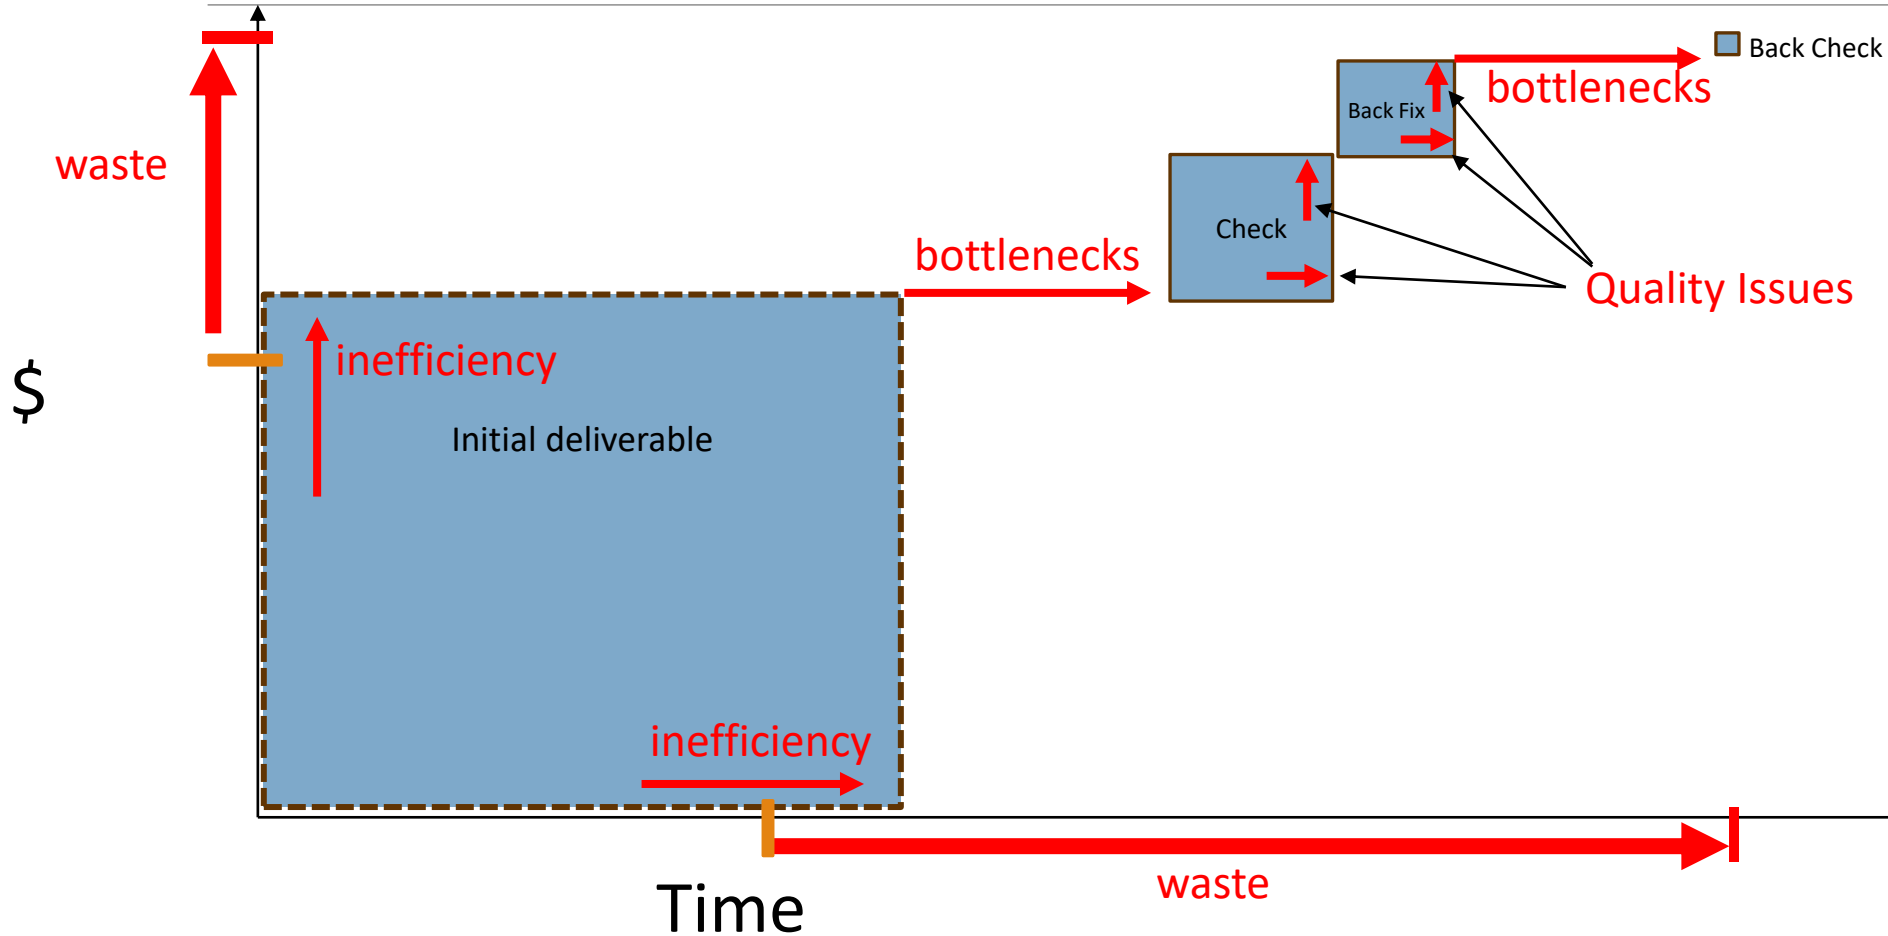 Back Check
bottlenecks
Back Fix
waste
Check
bottlenecks
Quality Issues
inefficiency
$
Initial deliverable
inefficiency
waste
Time